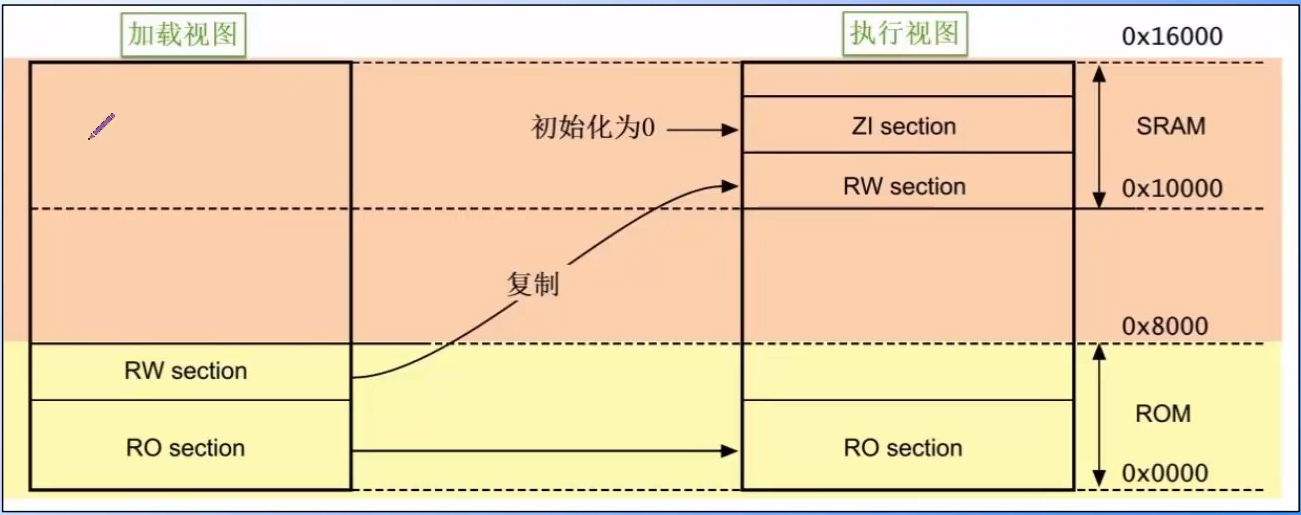 加载视图
执行视图
0x16000
初始化为0
ZI section
SRAM
RW section
0x10000
复制
0x8000
RW section
ROM
RO section
RO section
0x0000